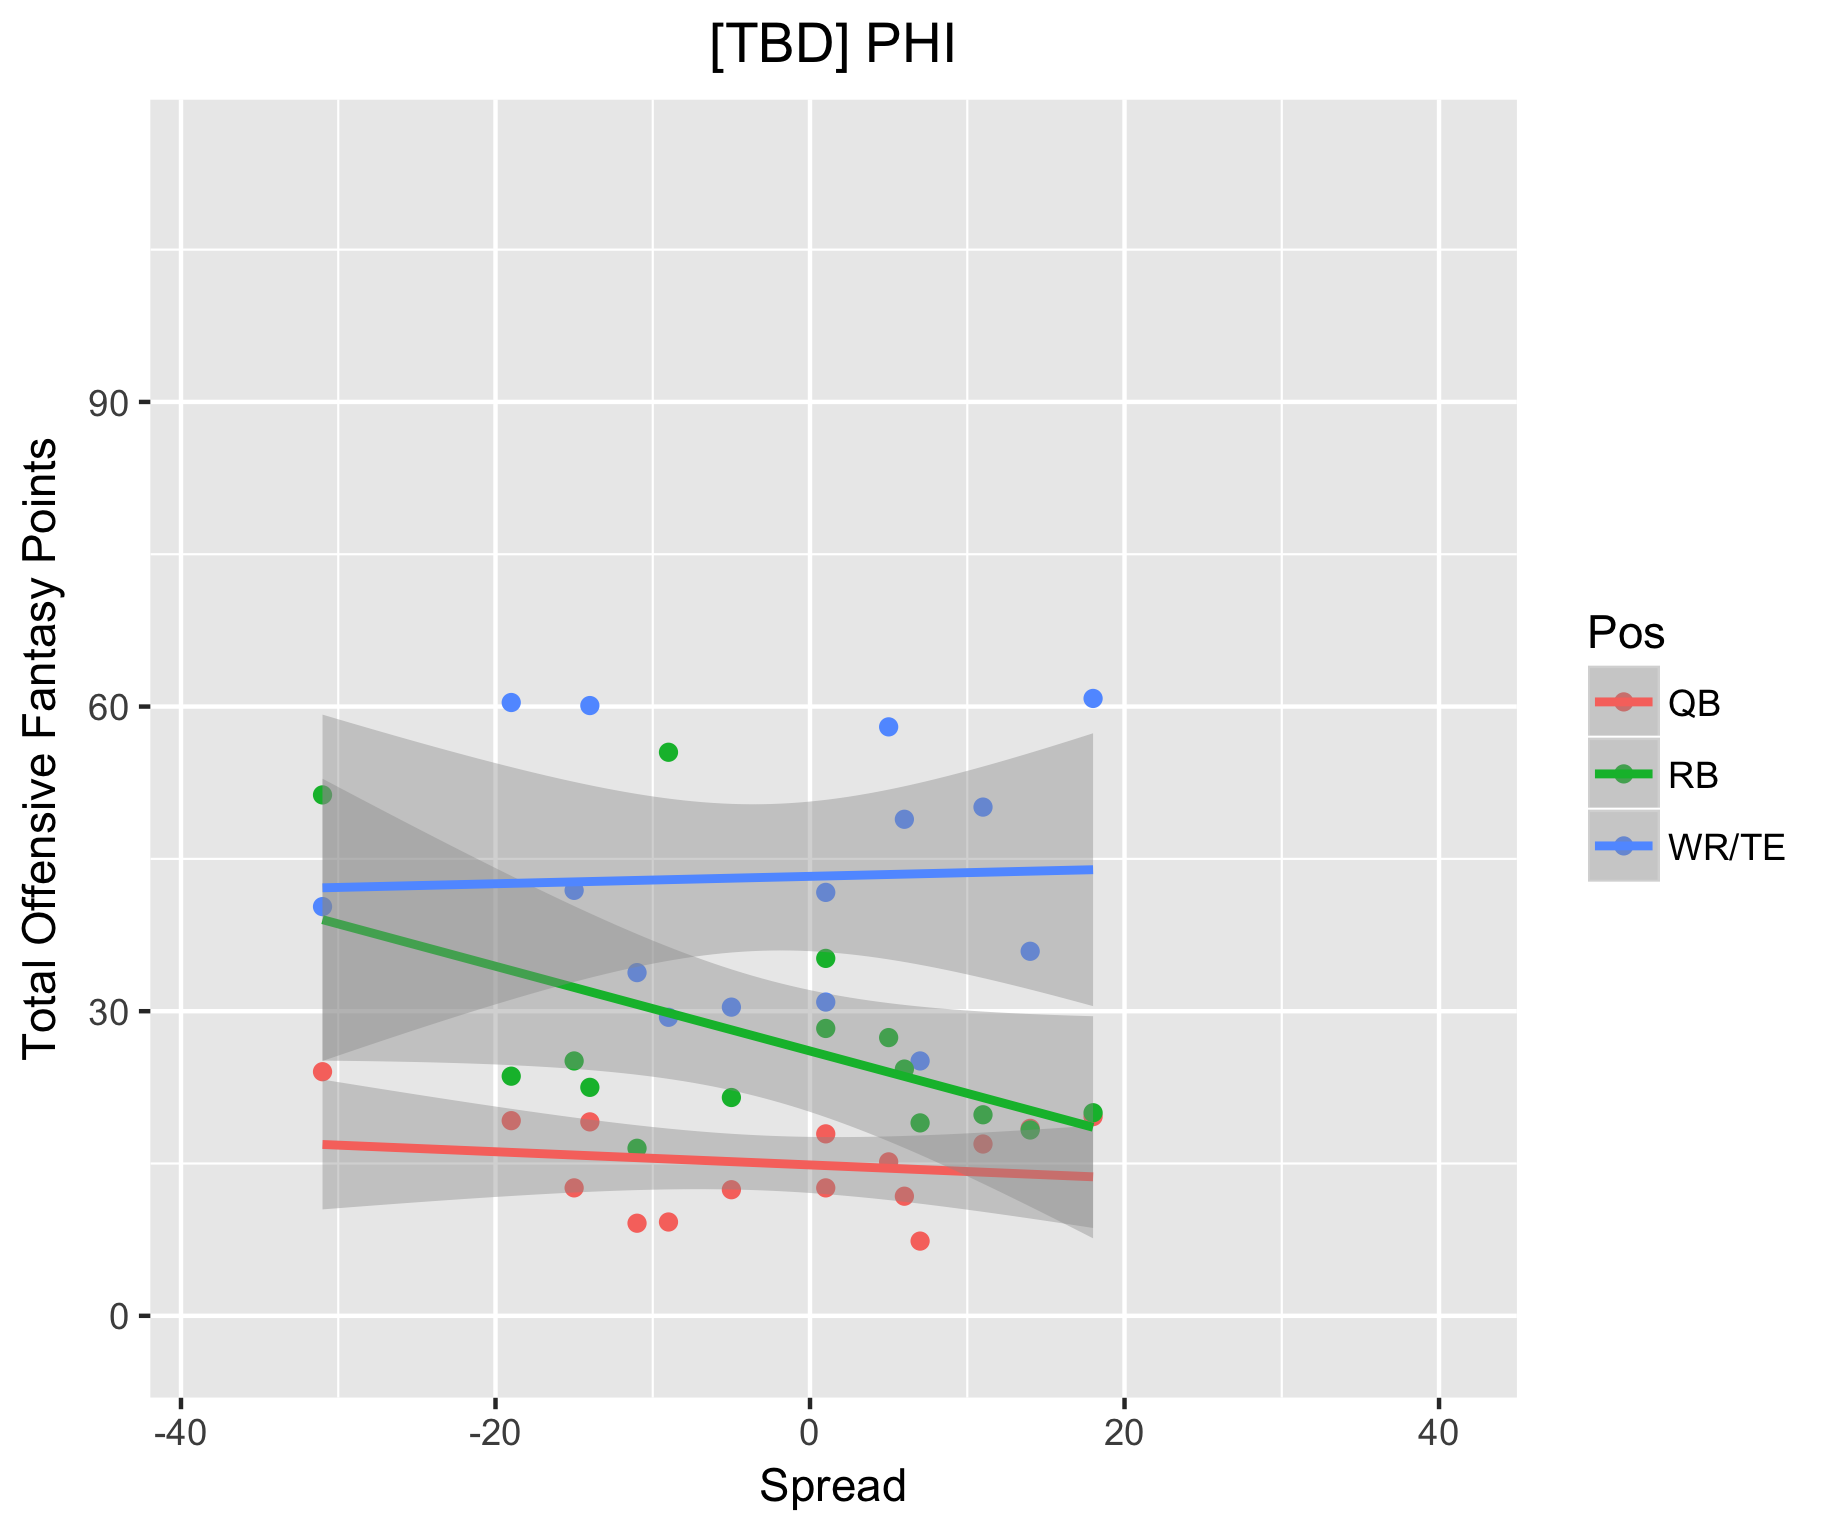 [TBD] PHI
Total Offensive Fantasy Points
90
60
30
0
-40
-20
0
20
40
Spread
Pos
QB
RB
WR/TE